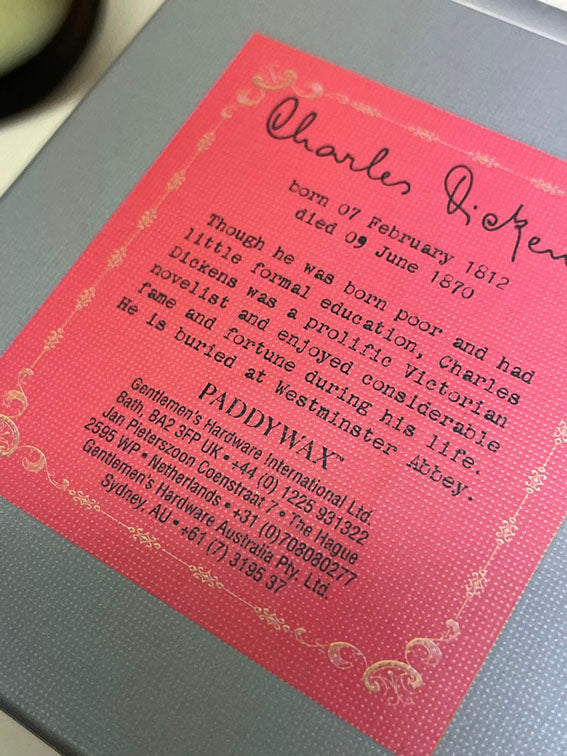 Charles Dickens
born 07 February 1812
died 09 June 1870
Though he was born poor and had
little formal education, Charles
Dickens was a prolific Victorian
novelist and enjoyed considerable
fame and fortune during his life.
He is buried at Westminster Abbey.
PADDYWAX™
Gentlemen's Hardware International Ltd.
Bath, BA2 3FP UK • +44 (0) 1225 931322
Jan Pieterszoon Coenstraat 7 • The Hague
2595 WP • Netherlands • +31 (0)708080277
Gentlemen's Hardware Australia Pty. Ltd.
Sydney, AU • +61 (7) 3195 37